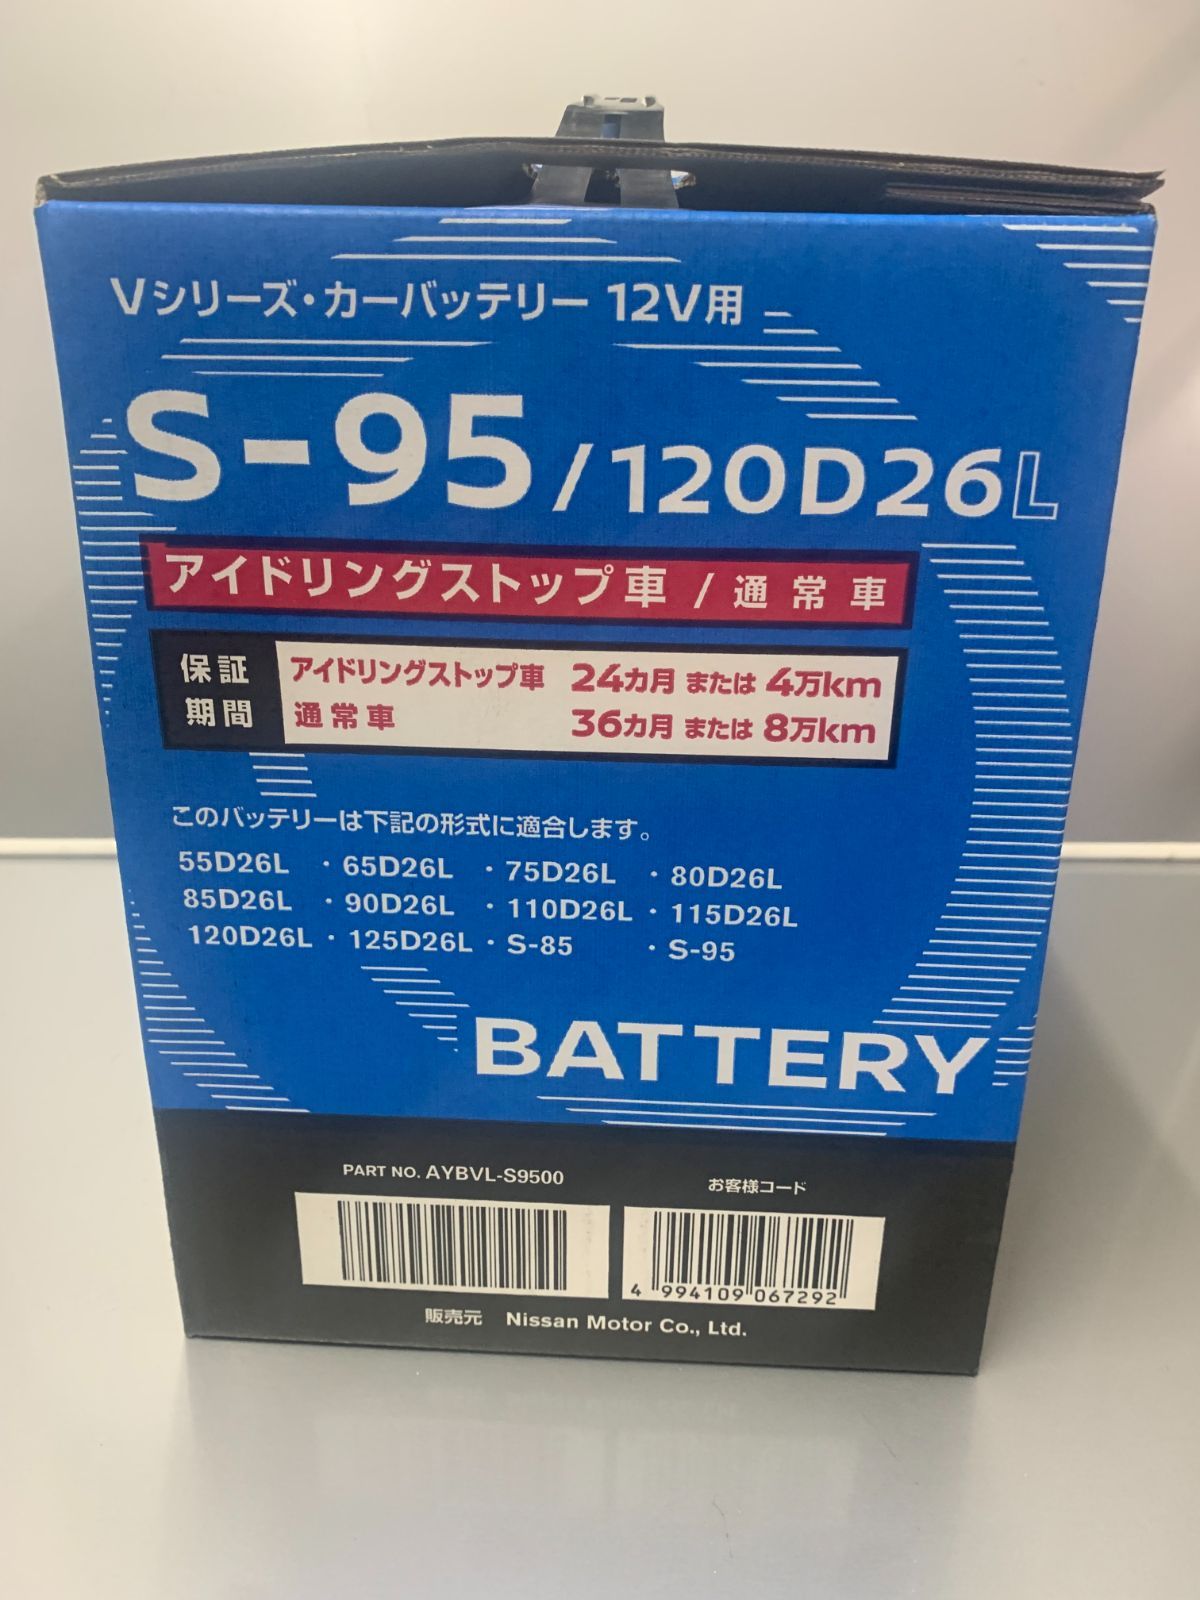 Vシリーズ・カーバッテリー 12V用
S-95/120D26L
アイドリングストップ車 / 通常車
保証期間
アイドリングストップ車 24カ月 または 4万km
通常車 36カ月 または 8万km
このバッテリーは下記の形式に適合します。
55D26L ・65D26L ・75D26L ・80D26L
85D26L ・90D26L ・110D26L・115D26L
120D26L・125D26L・S-85 ・S-95
BATTERY
PART NO. AYBVL-S9500
お客様コード
4 994109 067292
販売元 Nissan Motor Co., Ltd.